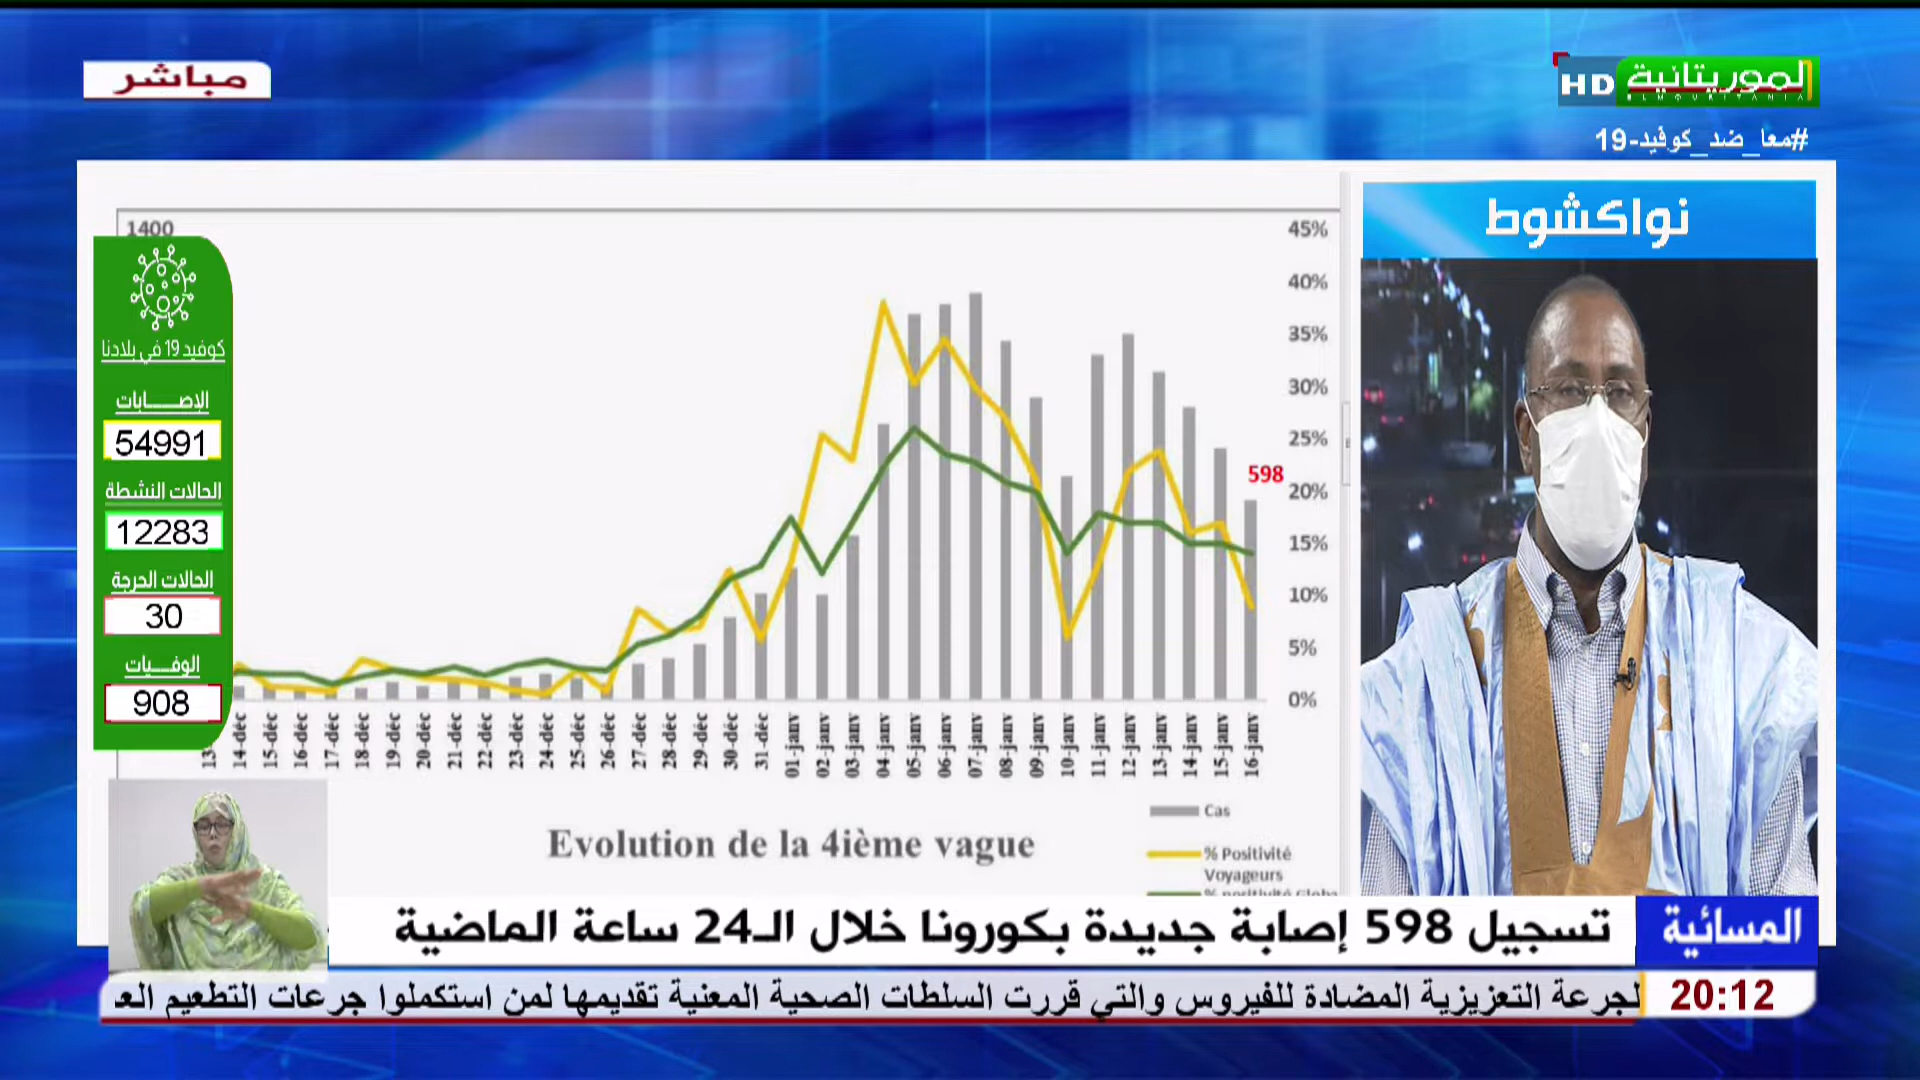 مباشر
الموريتانية HD
ELMOURITANIA
#معا_ضد_كوفيد-19
نواكشوط
1400
45%
40%
35%
30%
25%
20%
15%
10%
5%
0%
598
كوفيد 19 في بلادنا
الإصـــابات
54991
الحالات النشطة
12283
الحالات الحرجة
30
الوفـــيات
908
14-déc
15-déc
16-déc
17-déc
18-déc
19-déc
20-déc
21-déc
22-déc
23-déc
24-déc
25-déc
26-déc
27-déc
28-déc
29-déc
30-déc
31-déc
01-janv
02-janv
03-janv
04-janv
05-janv
06-janv
07-janv
08-janv
09-janv
10-janv
11-janv
12-janv
13-janv
14-janv
15-janv
16-janv
Evolution de la 4ième vague
Cas
% Positivité
Voyageurs
% positivité
المسائية
تسجيل 598 إصابة جديدة بكورونا خلال الـ24 ساعة الماضية
20:12
لجرعة التعزيزية المضادة للفيروس والتي قررت السلطات الصحية المعنية تقديمها لمن استكملوا جرعات التطعيم